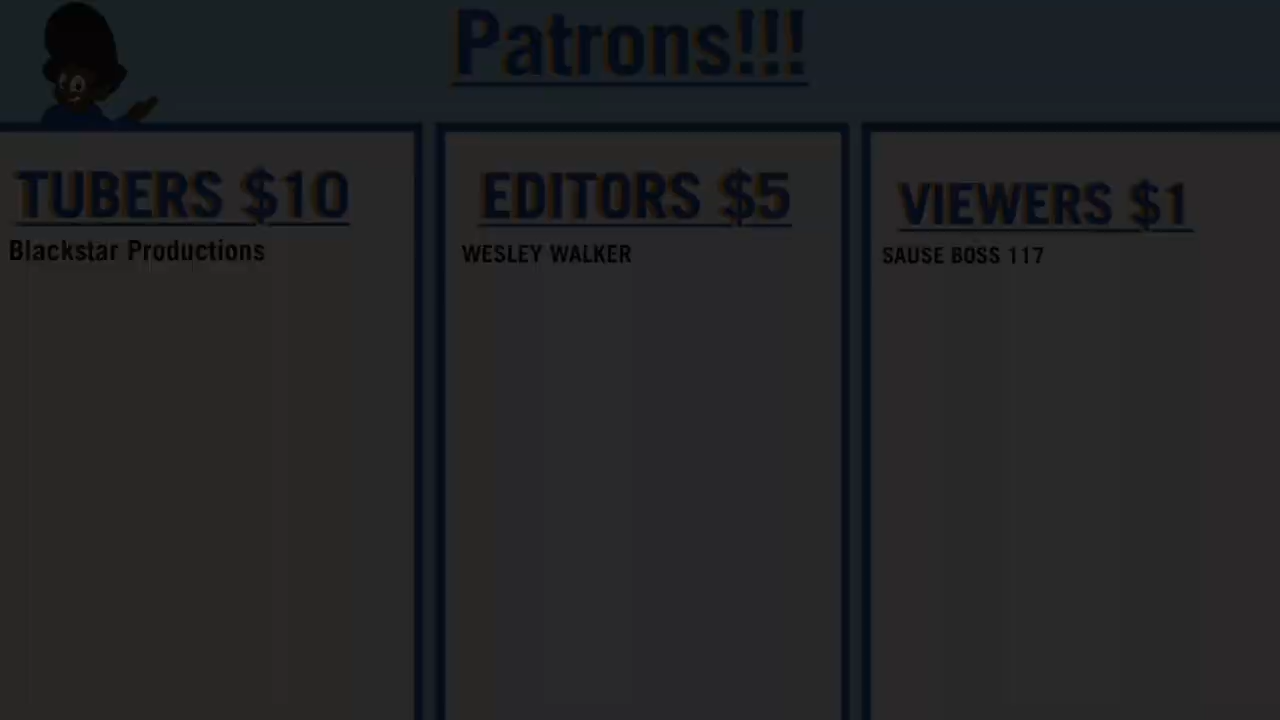 Patrons!!!
TUBERS $10
Blackstar Productions
EDITORS $5
WESLEY WALKER
VIEWERS $1
SAUSE BOSS 117